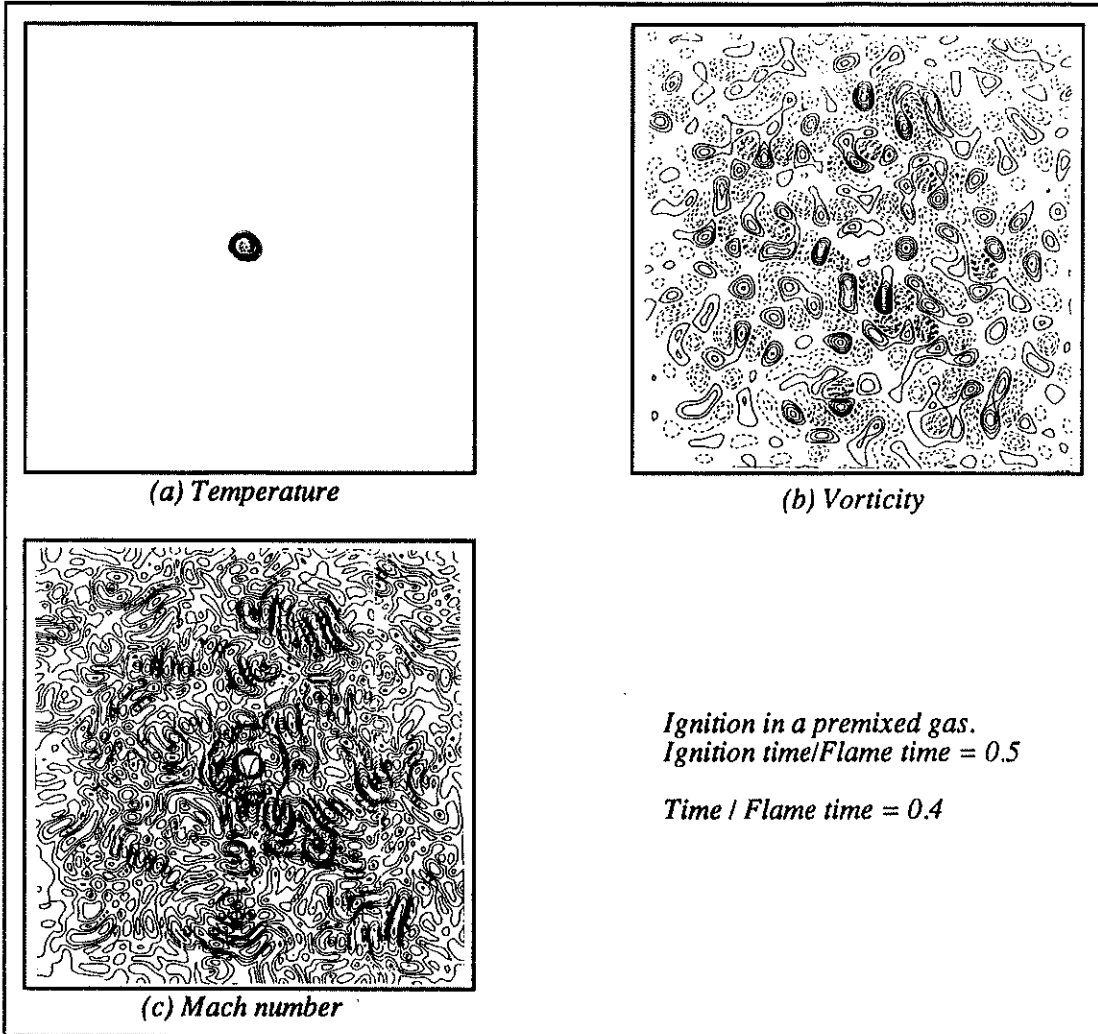 (a) Temperature
(b) Vorticity
(c) Mach number
Ignition in a premixed gas.
Ignition time/Flame time = 0.5
Time / Flame time = 0.4